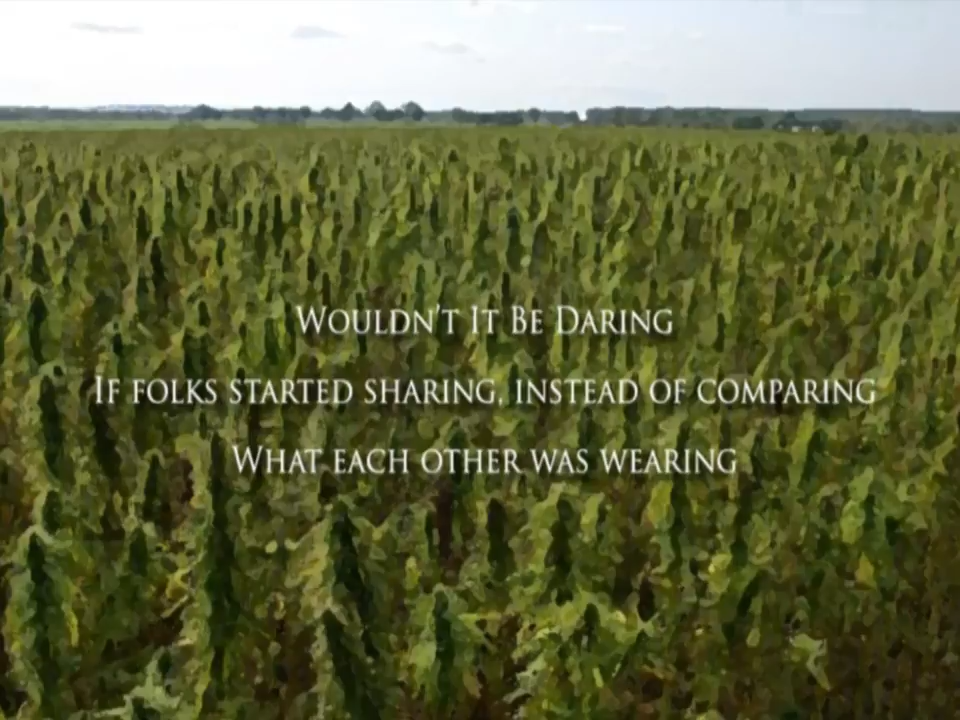 Wouldn't It Be Daring
If folks started sharing, instead of comparing
What each other was wearing